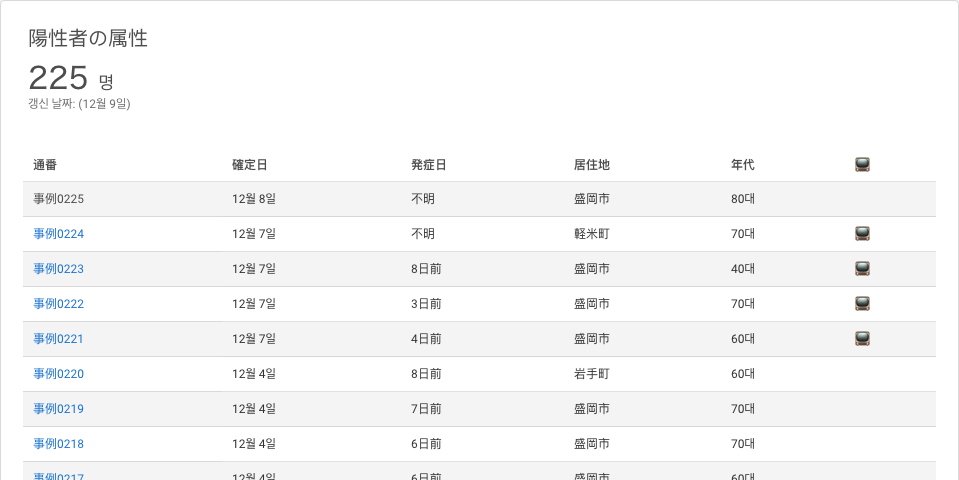 陽性者の属性
225 명
갱신 날짜: (12월 9일)
通番 確定日 発症日 居住地 年代
事例0225 12월 8일 不明 盛岡市 80대
事例0224 12월 7일 不明 軽米町 70대
事例0223 12월 7일 8日前 盛岡市 40대
事例0222 12월 7일 3日前 盛岡市 70대
事例0221 12월 7일 4日前 盛岡市 60대
事例0220 12월 4일 8日前 岩手町 60대
事例0219 12월 4일 7日前 盛岡市 70대
事例0218 12월 4일 6日前 盛岡市 70대
事例0217 12월 4일 6日前 盛岡市 60대